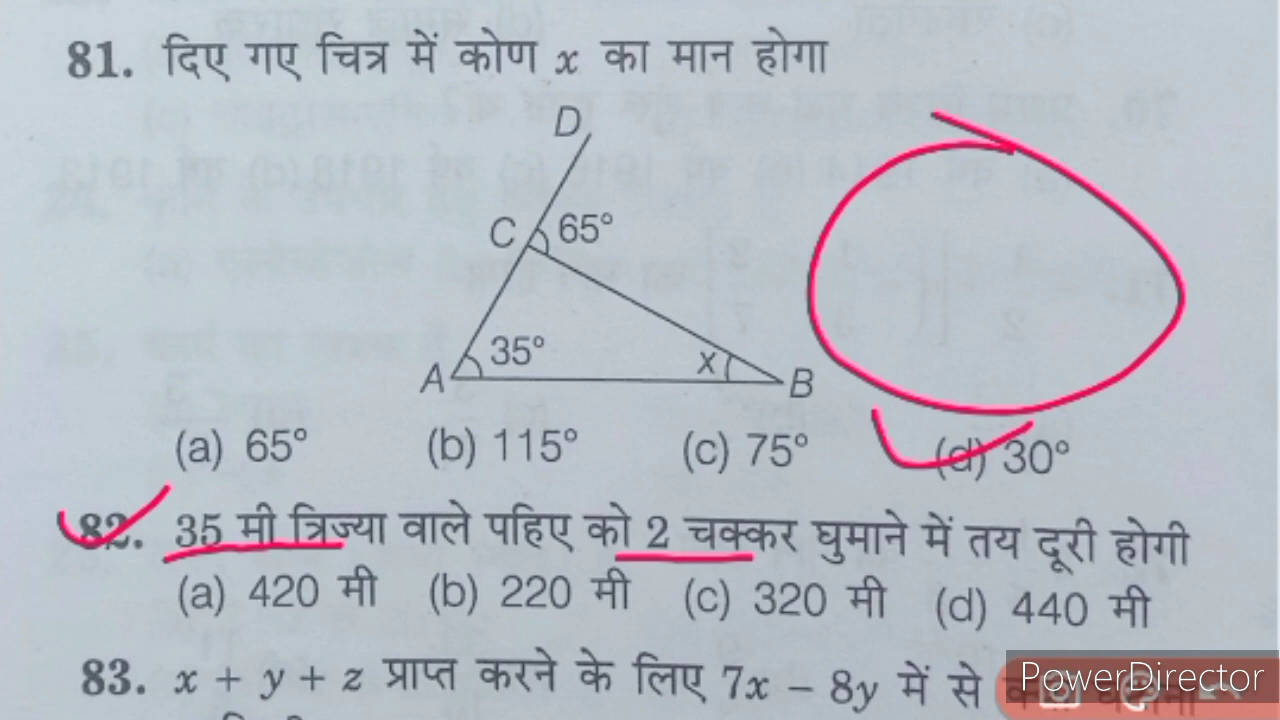 81. दिए गए चित्र में कोण x का मान होगा
D
C 65°
A 35° x B
(a) 65° (b) 115° (c) 75° (d) 30°
82. 35 मी त्रिज्या वाले पहिए को 2 चक्कर घुमाने में तय दूरी होगी
(a) 420 मी (b) 220 मी (c) 320 मी (d) 440 मी
83. x + y + z प्राप्त करने के लिए 7x – 8y में से
PowerDirector